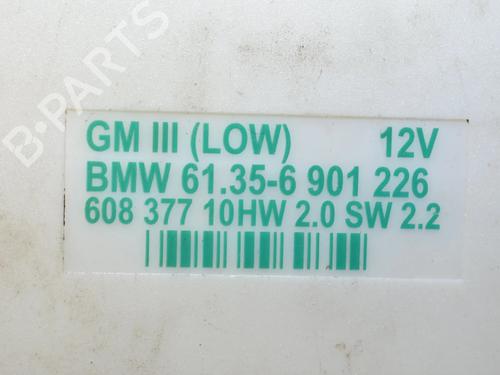 B-PARTS
GM III (LOW) 12V
BMW 61.35-6 901 226
608 377 10HW 2.0 SW 2.2